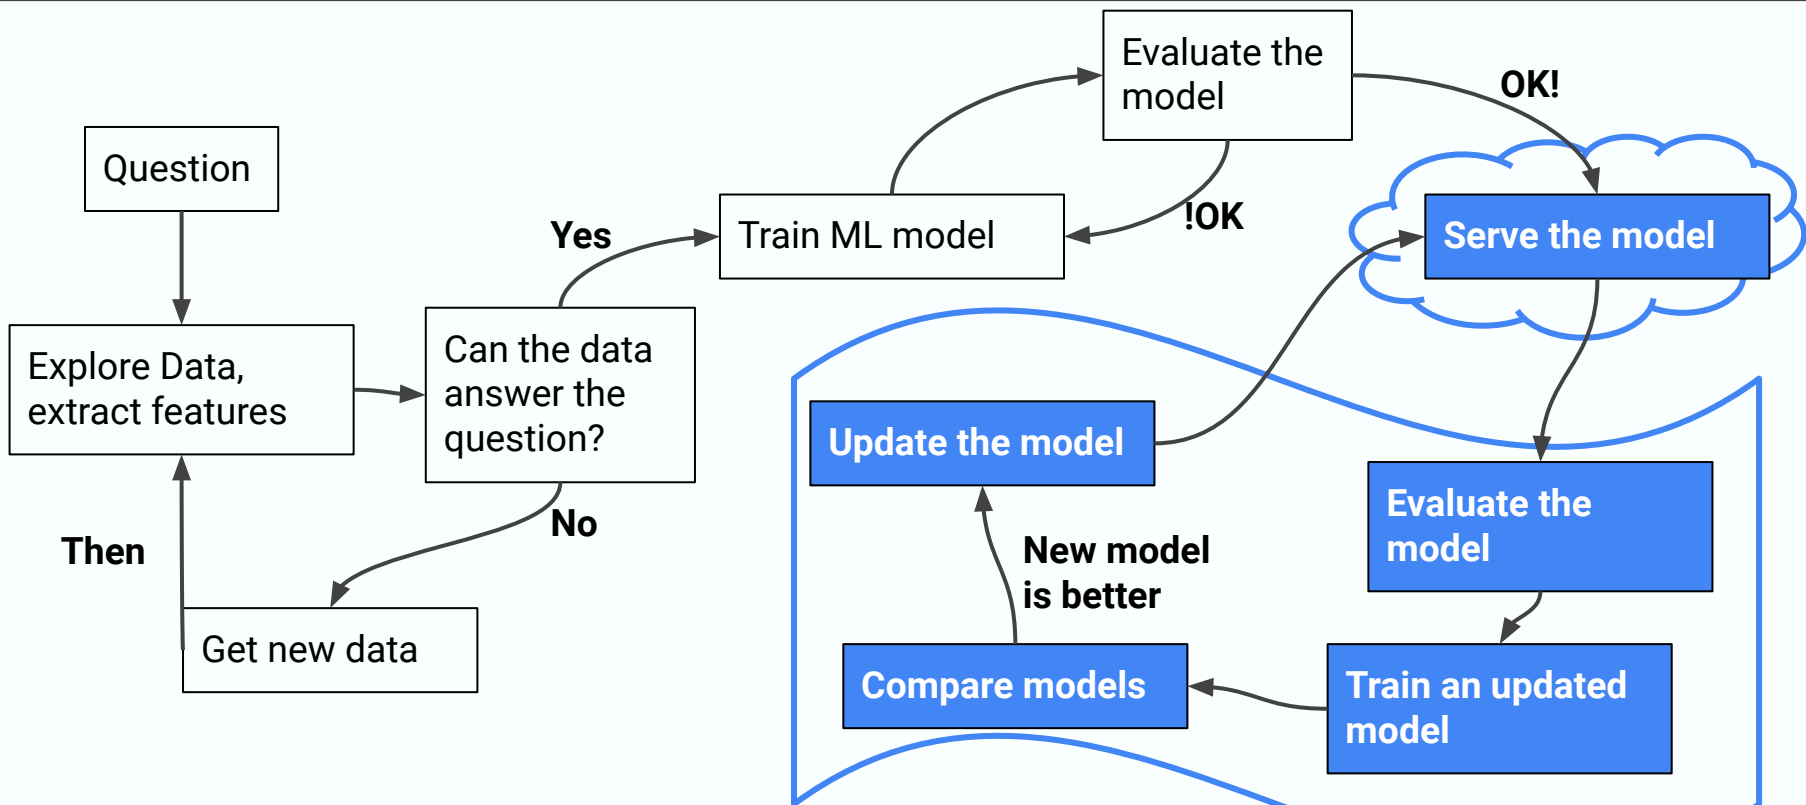 Question
Explore Data,
extract features
Then
Get new data
Can the data
answer the
question?
Yes
No
Train ML model
Evaluate the
model
!OK
OK!
Serve the model
Evaluate the
model
Train an updated
model
Compare models
New model
is better
Update the model